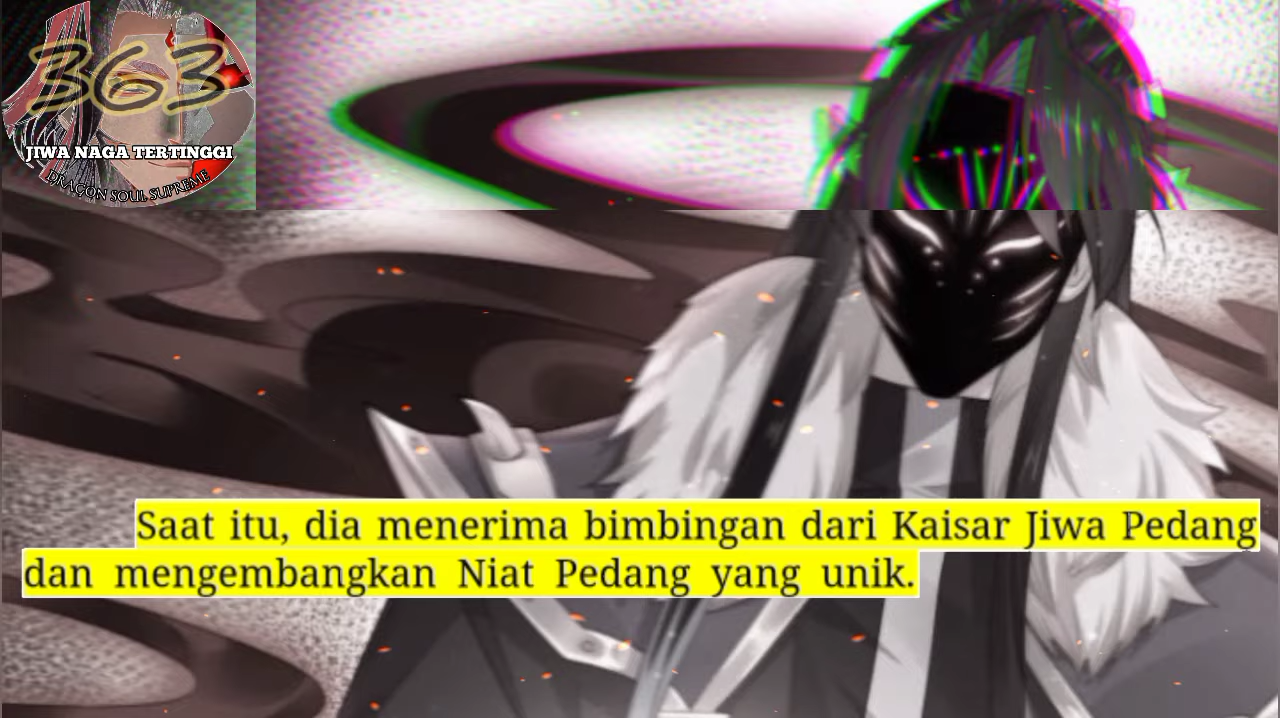 363
JIWA NAGA TERTINGGI
DRAGON SOUL SUPREME
Saat itu, dia menerima bimbingan dari Kaisar Jiwa Pedang
dan mengembangkan Niat Pedang yang unik.